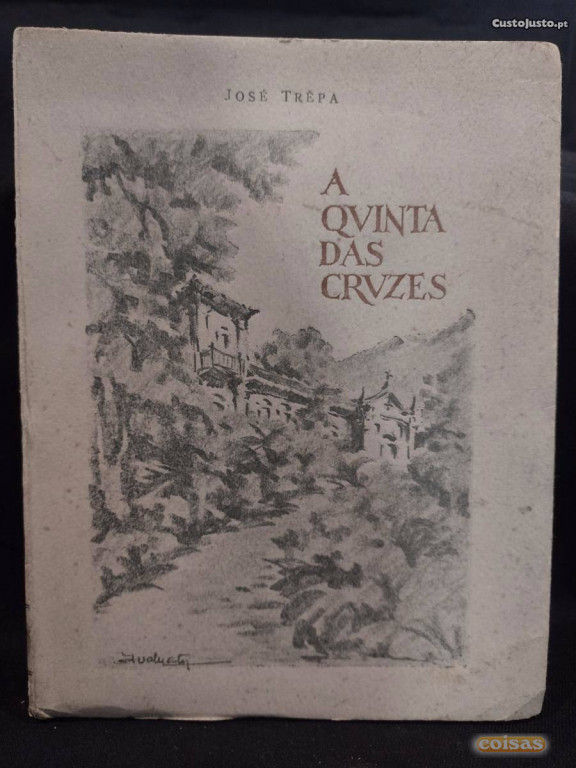 CustoJusto.pt
JOSÉ TRÊPA
A
QVINTA
DAS
CRVZES
coisas